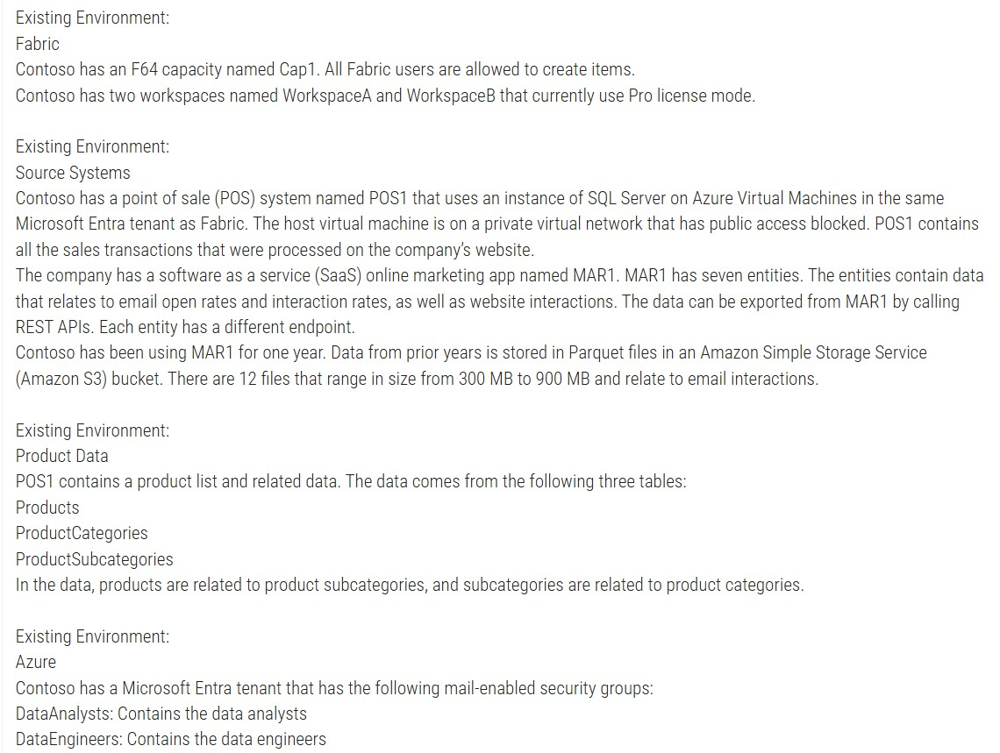 Existing Environment:
Fabric
Contoso has an F64 capacity named Cap1. All Fabric users are allowed to create items.
Contoso has two workspaces named WorkspaceA and WorkspaceB that currently use Pro license mode.
Existing Environment:
Source Systems
Contoso has a point of sale (POS) system named POS1 that uses an instance of SQL Server on Azure Virtual Machines in the same
Microsoft Entra tenant as Fabric. The host virtual machine is on a private virtual network that has public access blocked. POS1 contains
all the sales transactions that were processed on the company's website.
The company has a software as a service (SaaS) online marketing app named MAR1. MAR1 has seven entities. The entities contain data
that relates to email open rates and interaction rates, as well as website interactions. The data can be exported from MAR1 by calling
REST APIs. Each entity has a different endpoint.
Contoso has been using MAR1 for one year. Data from prior years is stored in Parquet files in an Amazon Simple Storage Service
(Amazon S3) bucket. There are 12 files that range in size from 300 MB to 900 MB and relate to email interactions.
Existing Environment:
Product Data
POS1 contains a product list and related data. The data comes from the following three tables:
Products
ProductCategories
ProductSubcategories
In the data, products are related to product subcategories, and subcategories are related to product categories.
Existing Environment:
Azure
Contoso has a Microsoft Entra tenant that has the following mail-enabled security groups:
DataAnalysts: Contains the data analysts
DataEngineers: Contains the data engineers